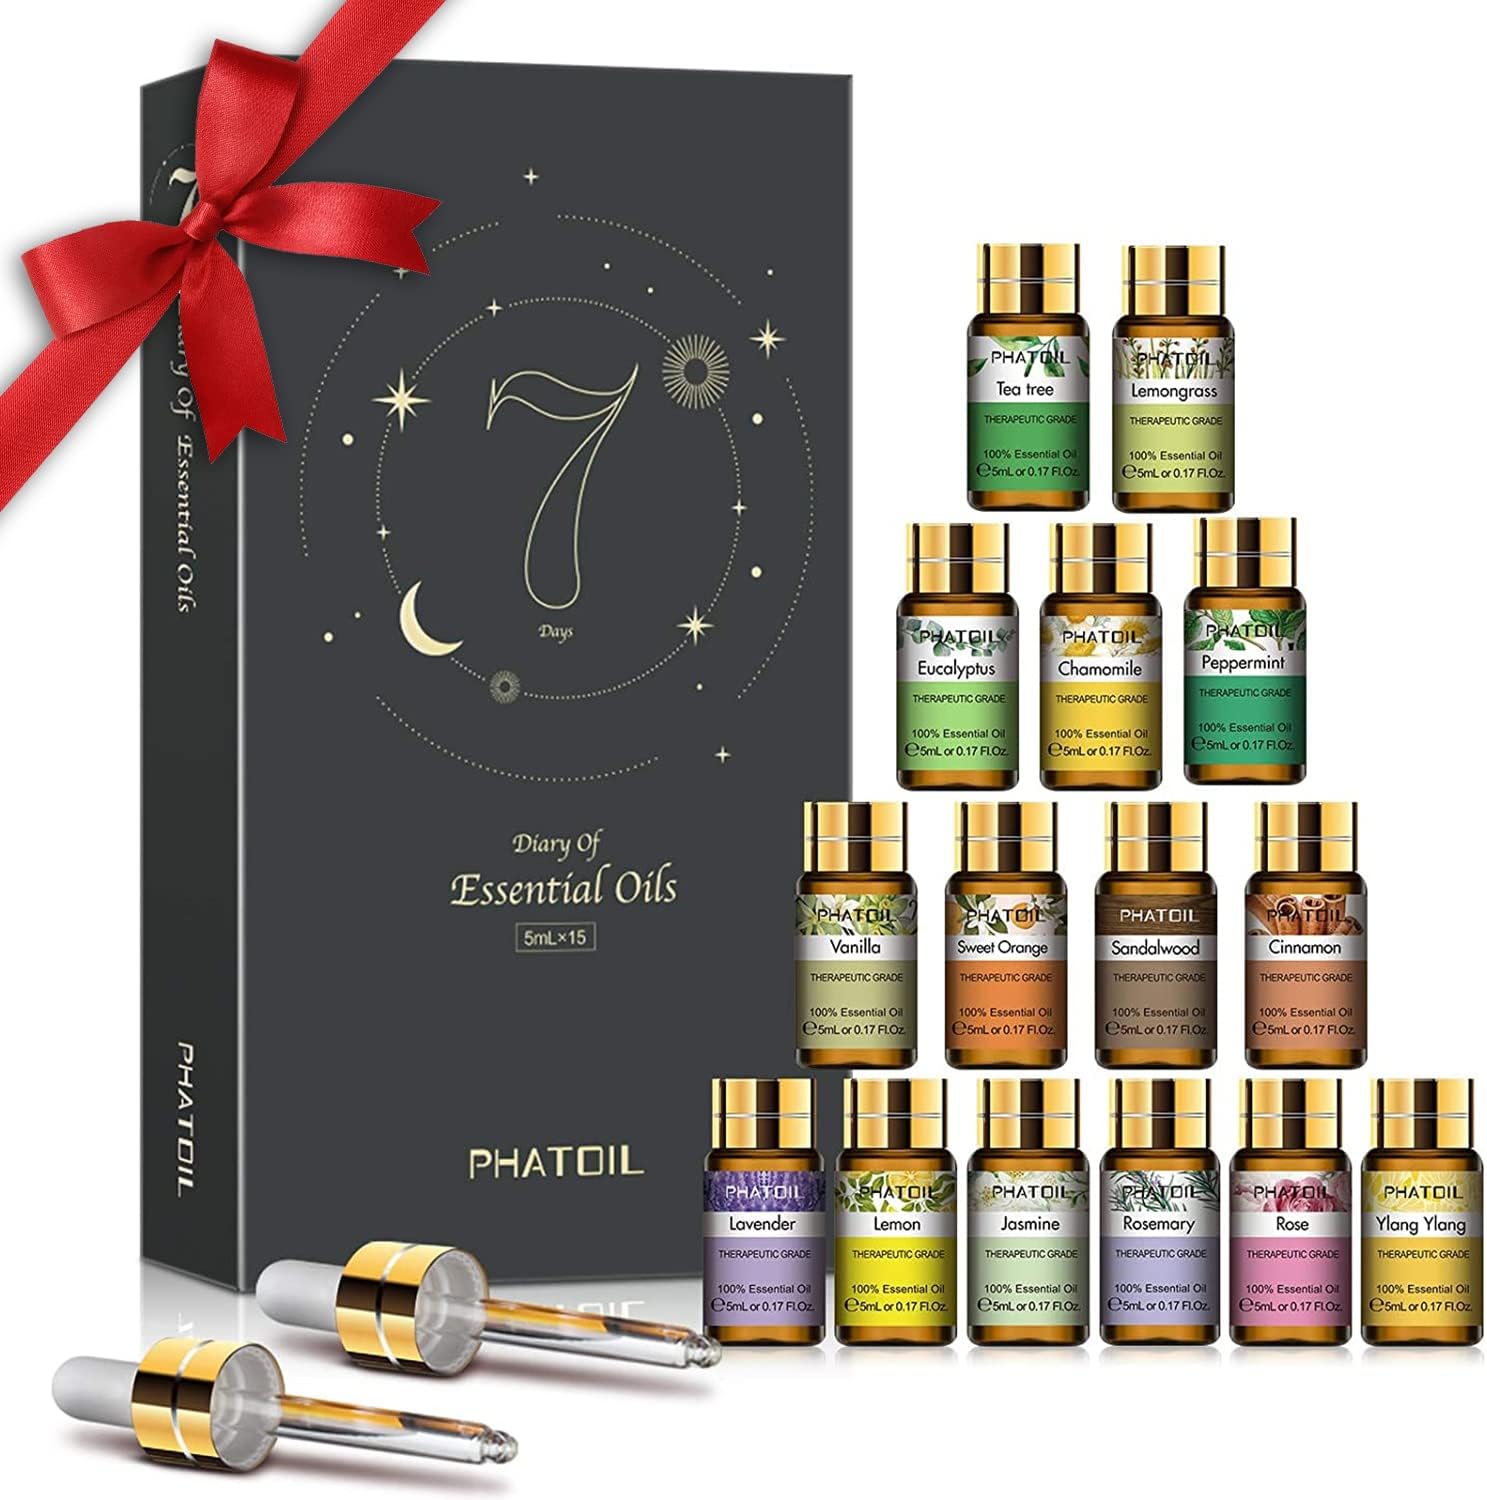 7
Days
Diary Of
Essential Oils
5mL×15
PHATOIL
Of Essential Oils
PHATOIL
PHATOIL
Tea tree
THERAPEUTIC GRADE
100% Essential Oil
℮5mL or 0.17 Fl.Oz.
PHATOIL
Lemongrass
THERAPEUTIC GRADE
100% Essential Oil
℮5mL or 0.17 Fl.Oz.
PHATOIL
Eucalyptus
THERAPEUTIC GRADE
100% Essential Oil
℮5mL or 0.17 Fl.Oz.
PHATOIL
Chamomile
THERAPEUTIC GRADE
100% Essential Oil
℮5mL or 0.17 Fl.Oz.
PHATOIL
Peppermint
THERAPEUTIC GRADE
100% Essential Oil
℮5mL or 0.17 Fl.Oz.
PHATOIL
Vanilla
THERAPEUTIC GRADE
100% Essential Oil
℮5mL or 0.17 Fl.Oz.
PHATOIL
Sweet Orange
THERAPEUTIC GRADE
100% Essential Oil
℮5mL or 0.17 Fl.Oz.
PHATOIL
Sandalwood
THERAPEUTIC GRADE
100% Essential Oil
℮5mL or 0.17 Fl.Oz.
PHATOIL
Cinnamon
THERAPEUTIC GRADE
100% Essential Oil
℮5mL or 0.17 Fl.Oz.
PHATOIL
Lavender
THERAPEUTIC GRADE
100% Essential Oil
℮5mL or 0.17 Fl.Oz.
PHATOIL
Lemon
THERAPEUTIC GRADE
100% Essential Oil
℮5mL or 0.17 Fl.Oz.
PHATOIL
Jasmine
THERAPEUTIC GRADE
100% Essential Oil
℮5mL or 0.17 Fl.Oz.
PHATOIL
Rosemary
THERAPEUTIC GRADE
100% Essential Oil
℮5mL or 0.17 Fl.Oz.
PHATOIL
Rose
THERAPEUTIC GRADE
100% Essential Oil
℮5mL or 0.17 Fl.Oz.
PHATOIL
Ylang Ylang
THERAPEUTIC GRADE
100% Essential Oil
℮5mL or 0.17 Fl.Oz.